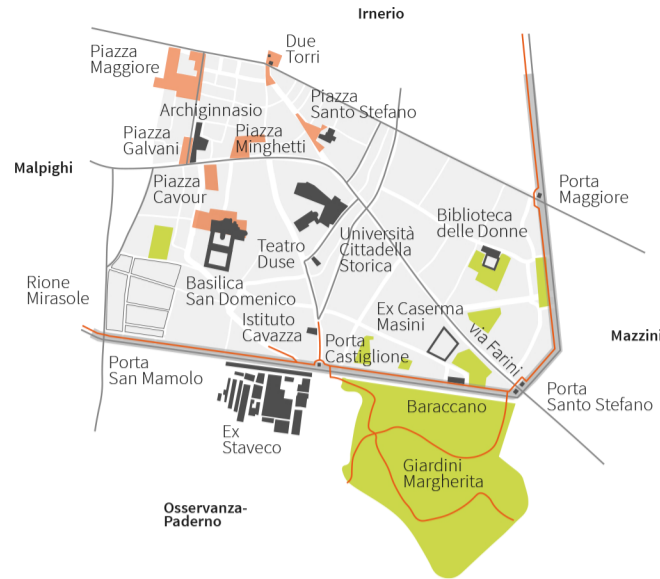 Irnerio
Due
Torri
Piazza
Maggiore
Piazza
Santo Stefano
Archiginnasio
Piazza
Galvani
Piazza
Minghetti
Malpighi
Piazza
Cavour
Porta
Maggiore
Biblioteca
delle Donne
Università
Cittadella
Storica
Teatro
Duse
Rione
Mirasole
Basilica
San Domenico
Ex Caserma
Masini
Istituto
Cavazza
via Farini
Mazzini
Porta
Castiglione
Porta
San Mamolo
Porta
Santo Stefano
Baraccano
Ex
Staveco
Giardini
Margherita
Osservanza-
Paderno